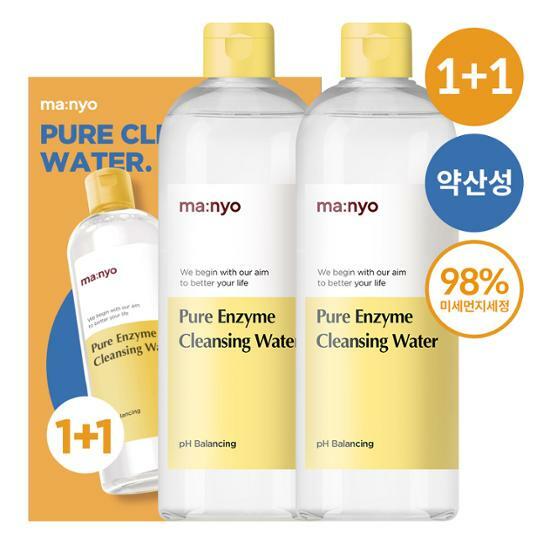 ma:nyo
PURE CL
WATER.
ma:nyo
We begin with our
to better your life
Pure Enzyme
Cleansing Wa
Balancing
1+1
ma:nyo
We begin with our aim
to better your life
Pure Enzyme
Cleansing Water
pH Balancing
ma:nyo
We begin with our aim
to better your life
Pure Enzyme
Cleansing Water
pH Balancing
1+1
약산성
98%
미세먼지세정